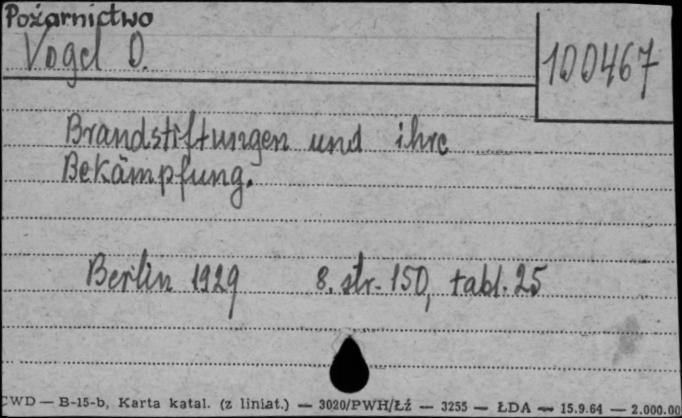 Pożarnictwo
Vogel O.
100467
Brandstiftungen und ihre
Bekämpfung.
Berlin 1929 8. str. 150, tabl. 25
CWD — B-15-b, Karta katal. (z liniat.) — 3020/PWH/Łź — 3255 — ŁDA — 15.9.64 — 2.000.00